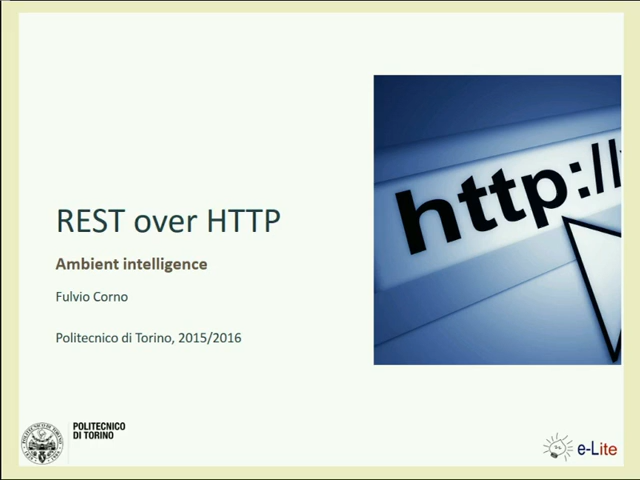 http://
REST over HTTP
Ambient intelligence
Fulvio Corno
Politecnico di Torino, 2015/2016
POLITECNICO
DI TORINO
e-Lite